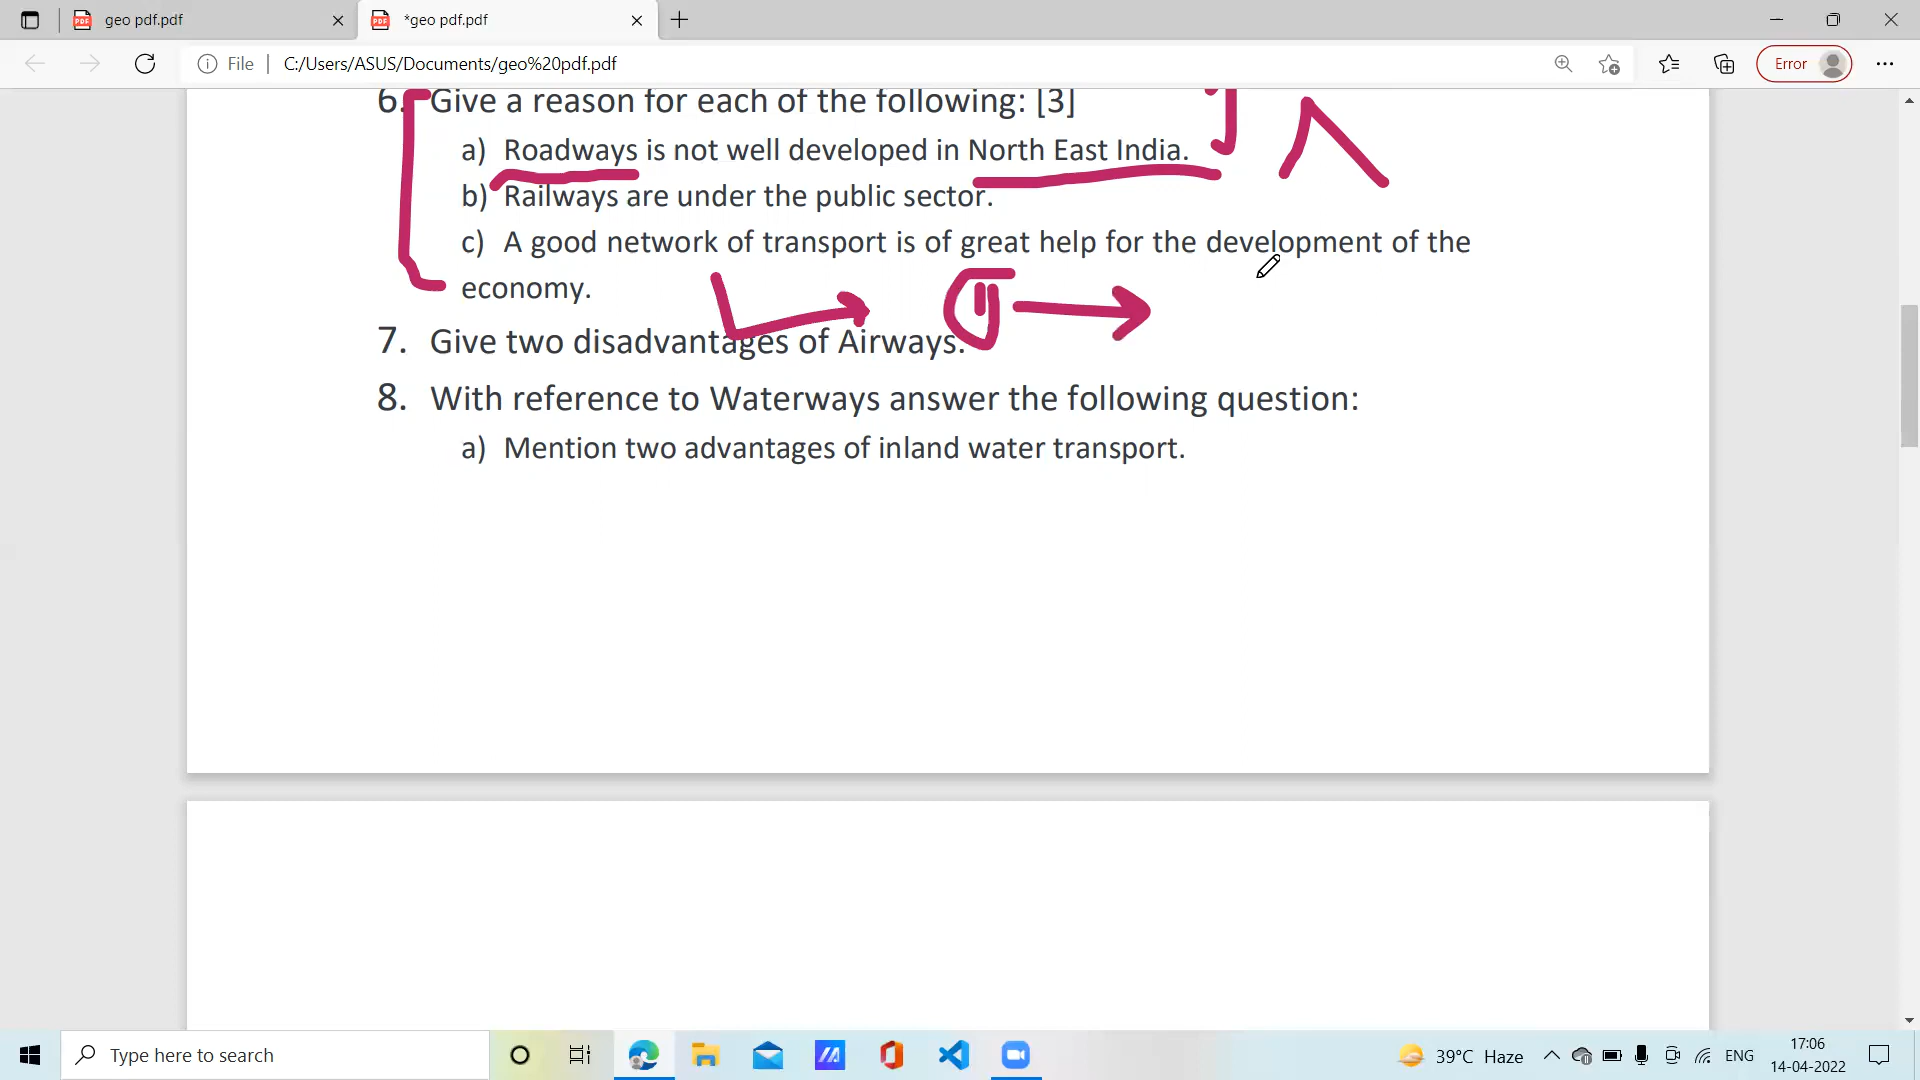 geo pdf.pdf
*geo pdf.pdf
File
C:/Users/ASUS/Documents/geo%20pdf.pdf
Error
6. Give a reason for each of the following: [3]
a) Roadways is not well developed in North East India.
b) Railways are under the public sector.
c) A good network of transport is of great help for the development of the
economy.
7. Give two disadvantages of Airways.
8. With reference to Waterways answer the following question:
a) Mention two advantages of inland water transport.
Type here to search
39°C Haze
ENG
17:06
14-04-2022